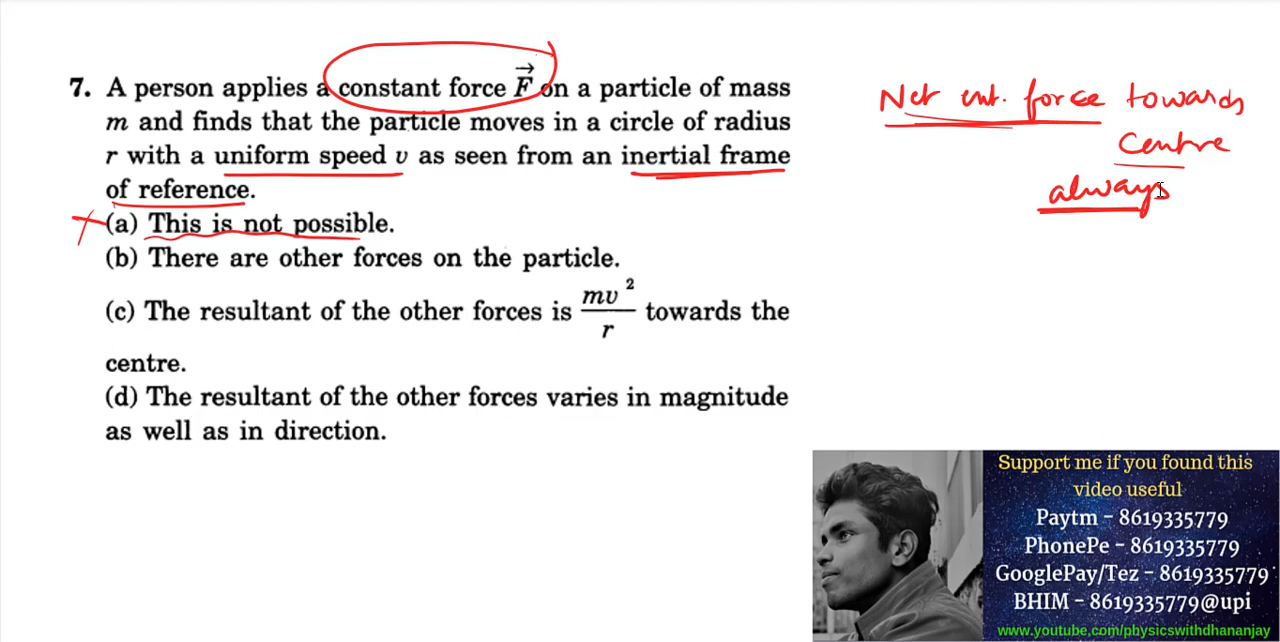 7. A person applies a constant force F⃗ on a particle of mass
m and finds that the particle moves in a circle of radius
r with a uniform speed v as seen from an inertial frame
of reference.
(a) This is not possible.
(b) There are other forces on the particle.
(c) The resultant of the other forces is mv²/r towards the
centre.
(d) The resultant of the other forces varies in magnitude
as well as in direction.
Net ext. force towards
centre
always
Support me if you found this
video useful
Paytm - 8619335779
PhonePe - 8619335779
GooglePay/Tez - 8619335779
BHIM - 8619335779@upi
www.youtube.com/physicswithdhananjay